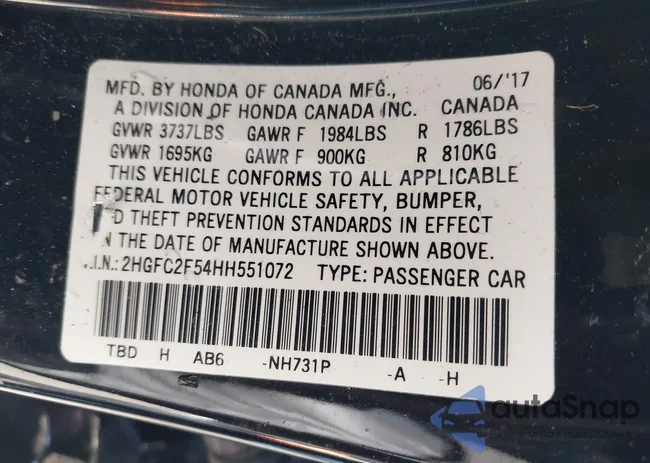 MFD. BY HONDA OF CANADA MFG., 06/'17
A DIVISION OF HONDA CANADA INC. CANADA
GVWR 3737LBS GAWR F 1984LBS R 1786LBS
GVWR 1695KG GAWR F 900KG R 810KG
THIS VEHICLE CONFORMS TO ALL APPLICABLE
FEDERAL MOTOR VEHICLE SAFETY, BUMPER,
D THEFT PREVENTION STANDARDS IN EFFECT
N THE DATE OF MANUFACTURE SHOWN ABOVE.
.I.N.: 2HGFC2F54HH551072 TYPE: PASSENGER CAR
TBD H AB6 -NH731P -A -H
autoSnap